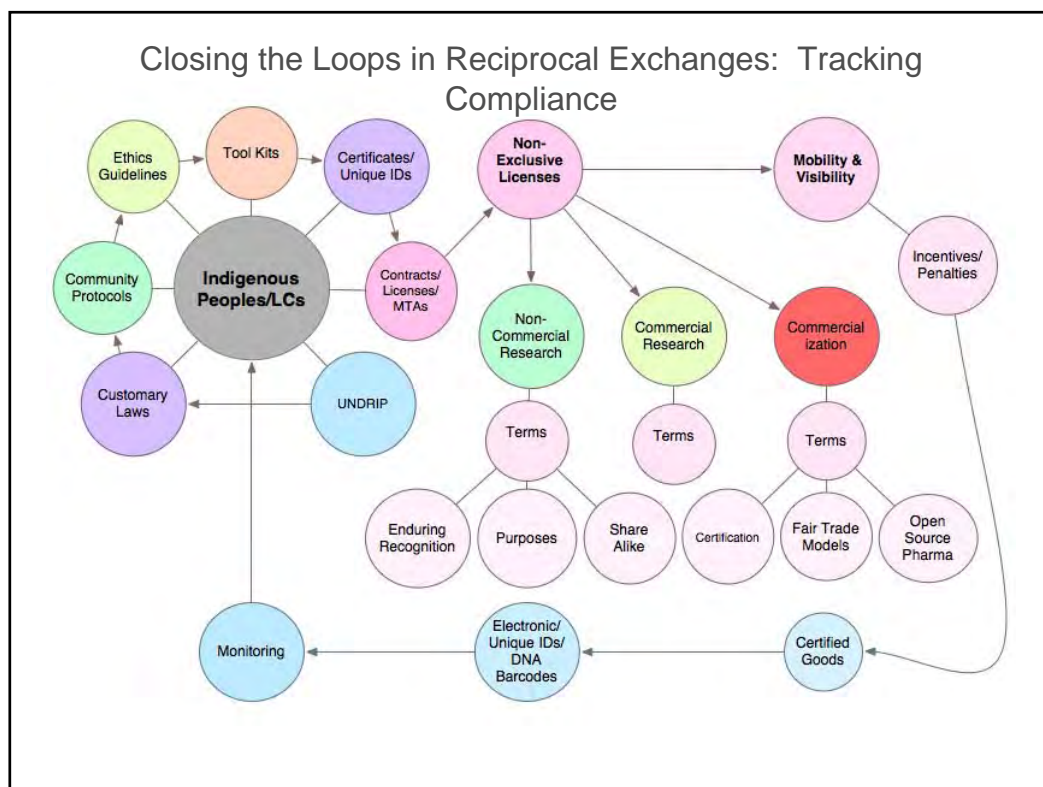 Closing the Loops in Reciprocal Exchanges: Tracking
Compliance
Ethics
Guidelines
Tool Kits
Certificates/
Unique IDs
Non-
Exclusive
Licenses
Mobility &
Visibility
Community
Protocols
Indigenous
Peoples/LCs
Contracts/
Licenses/
MTAs
Incentives/
Penalties
Customary
Laws
UNDRIP
Non-
Commercial
Research
Commercial
Research
Commercial
ization
Terms
Terms
Terms
Enduring
Recognition
Purposes
Share
Alike
Certification
Fair Trade
Models
Open
Source
Pharma
Monitoring
Electronic/
Unique IDs/
DNA
Barcodes
Certified
Goods